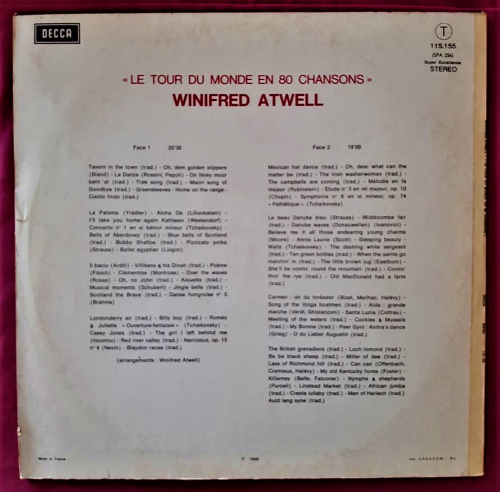 DECCA
T
115.155
(SPA 156)
Super Excellence
STEREO
« LE TOUR DU MONDE EN 80 CHANSONS »
WINIFRED ATWELL
Face 1 20'36
Tavern in the town (trad.) - Oh, dem golden slippers
(Bland) - La Danza (Rossini, Pepoli) - On Ilkley moor
baht 'at (trad.) - Trek song (trad.) - Maori song of
Goodbye (trad.) - Greensleeves - Home on the range -
Cielito lindo (trad.)
La Paloma (Yradier) - Aloha Oe (Liliuokalani)
I'll take you home again Kathleen (Westendorf) -
Concerto n° 1 en si bémol mineur (Tchaikovsky) -
Bells of Aberdovey (trad.) - Blue bells of Scotland
(trad.) - Bobby Shaftoe (trad.) - Pizzicato polka
(Strauss) - Ballet egyptien (Luigini)
Il bacio (Arditi) - Villikens & his Dinah (trad.) - Poème
(Fibich) - Clémentine (Montrose) - Over the waves
(Rosas) - Oh, no John (trad.) - Alouette (trad.) -
Musical moments (Schubert) - Jingle bells (trad.) -
Scotland the Brave (trad.) - Danse hongroise n° 5
(Brahms)
Londonderry air (trad.) - Billy boy (trad.) - Romeo
& Juliette - Ouverture-fantaisie - (Tchaikovsky) -
Casey Jones (trad.) - The girl I left behind me
(inconnu) - Red river valley (trad.) - Narcissus, op. 13
n° 4 (Nevin) - Blaydon races (trad.)
(arrangements : Winifred Atwell)
Face 2 19'00
Mexican hat dance (trad.) - Oh, dear what can the
matter be (trad.) - The Irish washerwoman (trad.) -
The campbells are coming (trad.) - Mélodie en fa
majeur (Rubinstein) - Etude n° 3 en mi majeur, op. 10
(Chopin) - Symphonie n° 6 en si mineur, op. 74
« Pathétique » (Tchaikovsky)
Le beau Danube bleu (Strauss) - Widdicombe fair
(trad.) - Danube waves (Donauwellen) (Ivanovici) -
Believe me if all those endearing young charms
(Moore) - Annie Laurie (Scott) - Sleeping beauty -
Waltz (Tchaikovsky) - The dashing white sergeant
(trad.) - Ten green bottles (trad.) - When the saints go
marchin' in (trad.) - The little brown jug (Eastburn) -
She'll be comin' round the mountain (trad.) - Comin'
thro' the rye (trad.) - Old MacDonald had a farm
(trad.)
Carmen : air du toréador (Bizet, Meilhac, Halévy) -
Song of the Volga boatmen (trad.) - Aida : grande
marche (Verdi, Ghislanzoni) - Santa Lucia (Cottrau) -
Meeting of the waters (trad.) - Cockles & Mussels
(trad.) - My Bonnie (trad.) - Peer Gynt : Anitra's dance
(Grieg) - O du Lieber Augustin (trad.)
The British grenadiers (trad.) - Loch lomond (trad.) -
Ba ba black sheep (trad.) - Miller of dee (trad.) -
Lass of Richmond hill (trad.) - Can can (Offenbach,
Cremieux, Halévy) - My old Kentucky home (Foster) -
Killarney (Balfe, Falconer) - Nymphs & shepherds
(Purcell) - Linstead Market (trad.) - African jumba
(trad.) - Creole lullaby (trad.) - Men of Harlech (trad.)
Auld lang syne (trad.)
Made in France